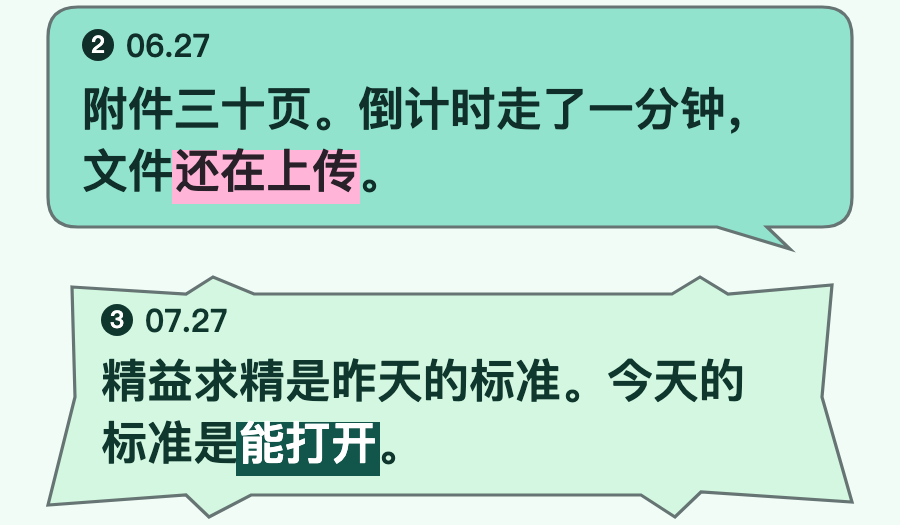 2 06.27
附件三十页。倒计时走了一分钟，
文件还在上传。
3 07.27
精益求精是昨天的标准。今天的
标准是能打开。